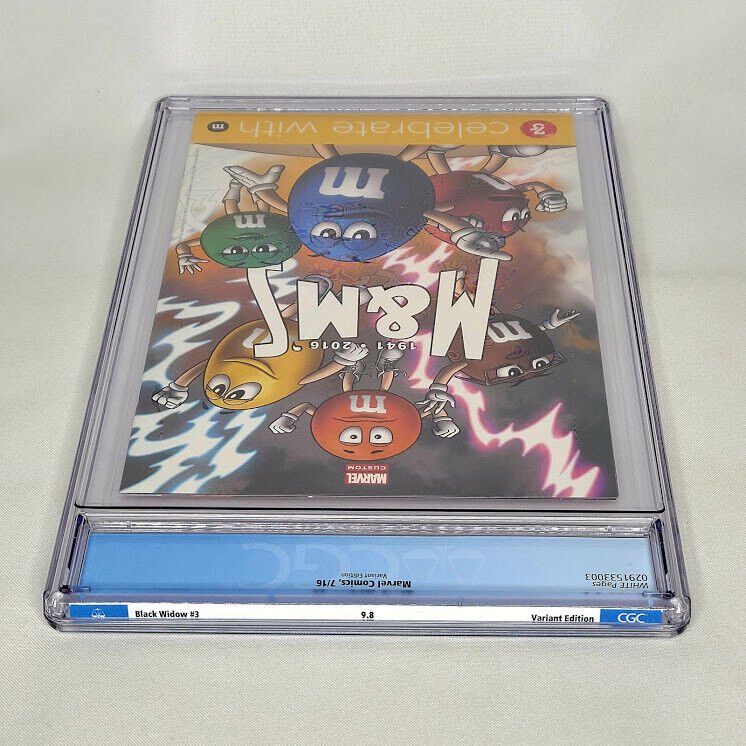 celebrate with m
m
m
m
M&M'S
1941 • 2016
m
m
MARVEL
CUSTOM
CGC
Marvel Comics, 7/16
Variant Edition
WHITE Pages
0291533003
Black Widow #3
9.8
Variant Edition
CGC